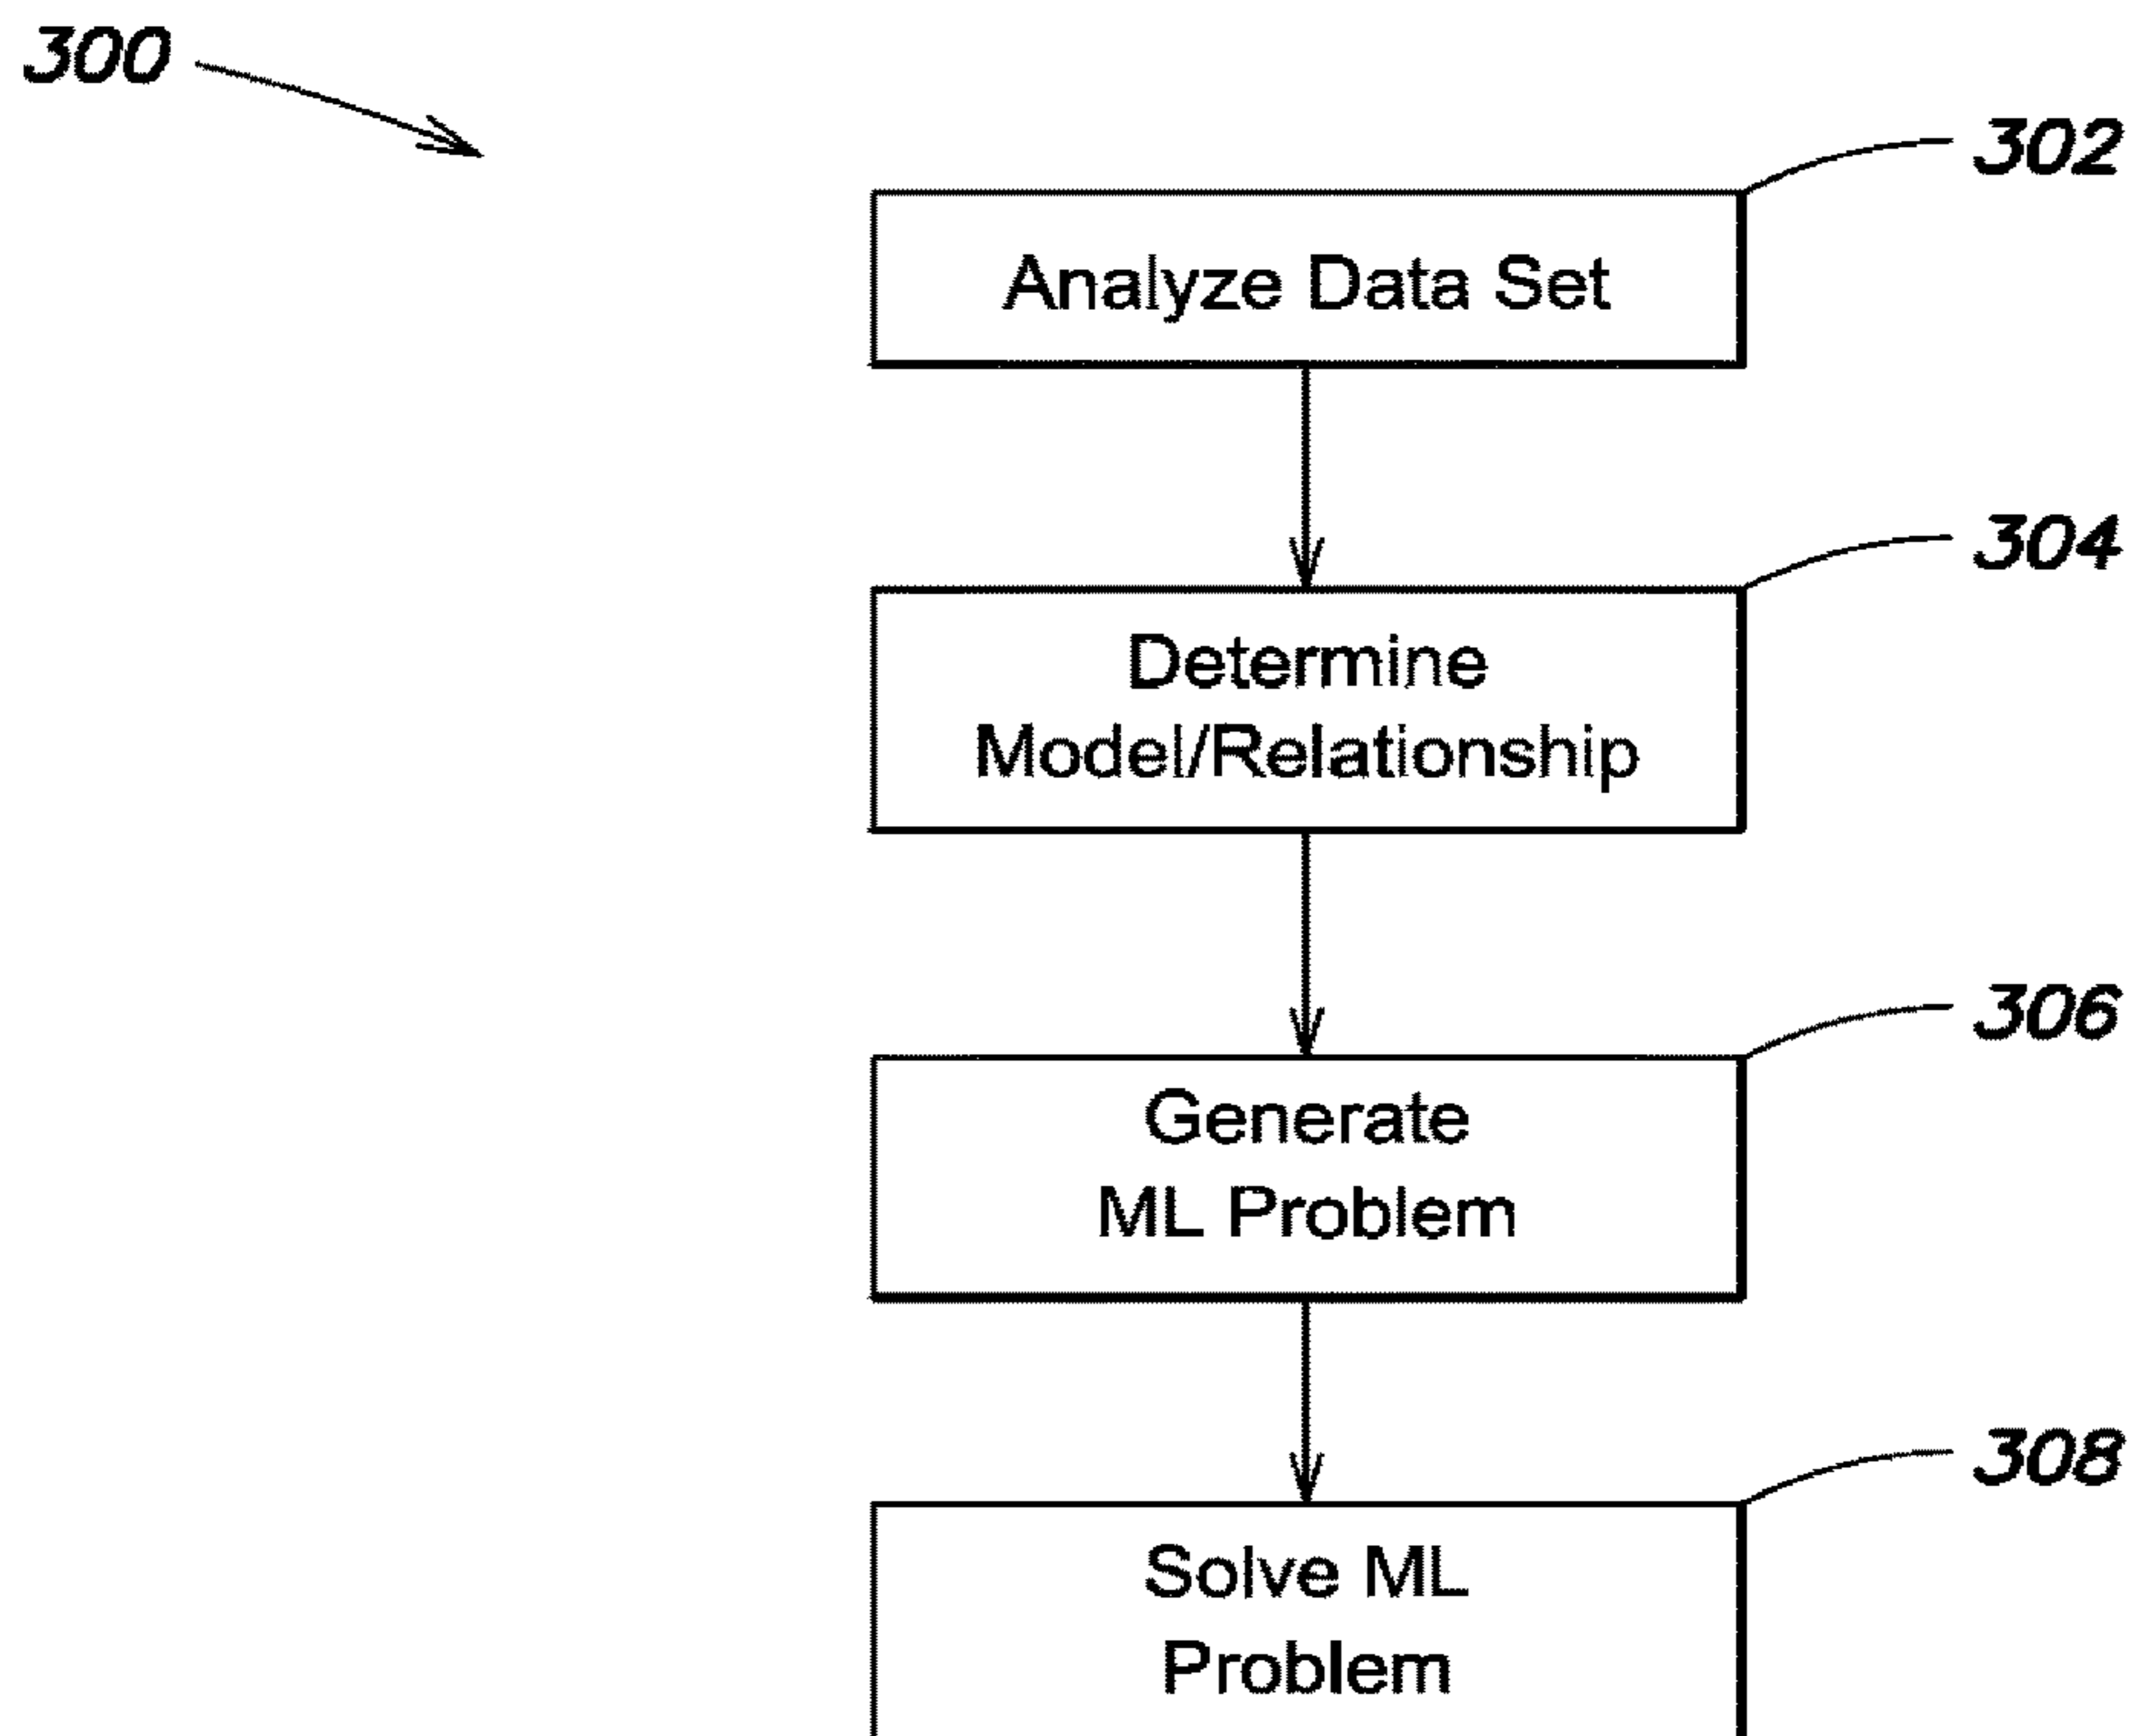 300
302
Analyze Data Set
304
Determine
Model/Relationship
306
Generate
ML Problem
308
Solve ML
Problem